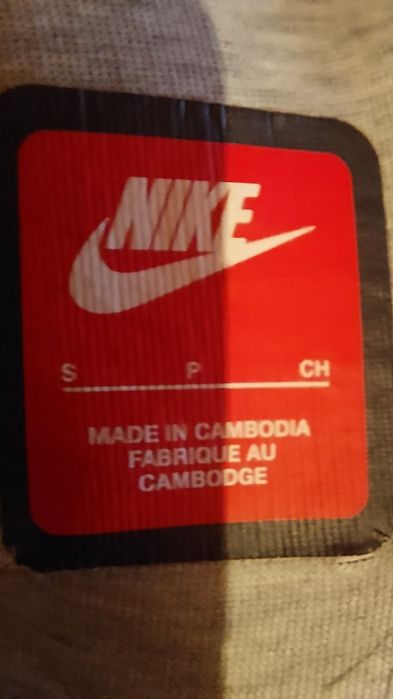 NIKE
S P CH
MADE IN CAMBODIA
FABRIQUE AU
CAMBODGE